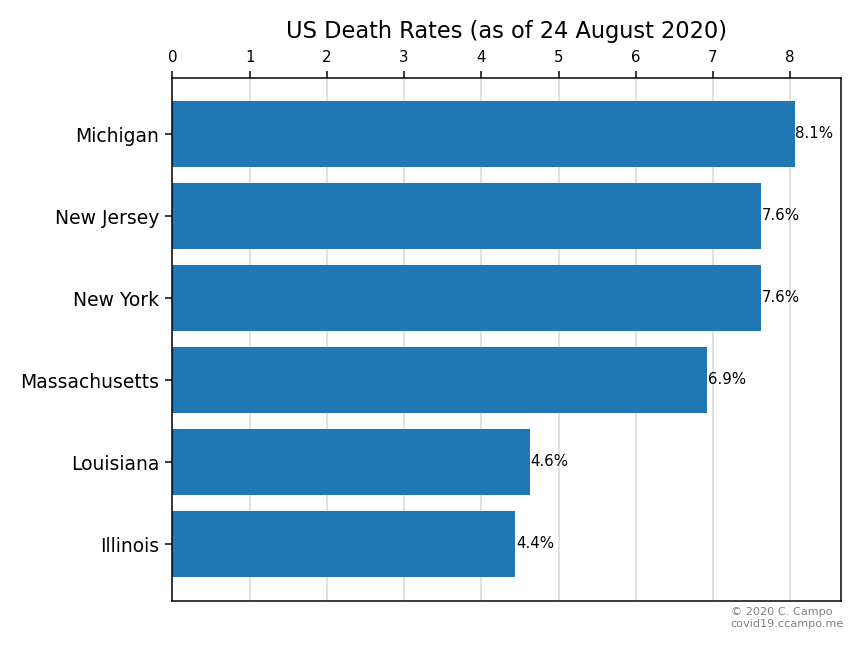 US Death Rates (as of 24 August 2020)
0 1 2 3 4 5 6 7 8
Michigan 8.1%
New Jersey 7.6%
New York 7.6%
Massachusetts 6.9%
Louisiana 4.6%
Illinois 4.4%
© 2020 C. Campo
covid19.ccampo.me